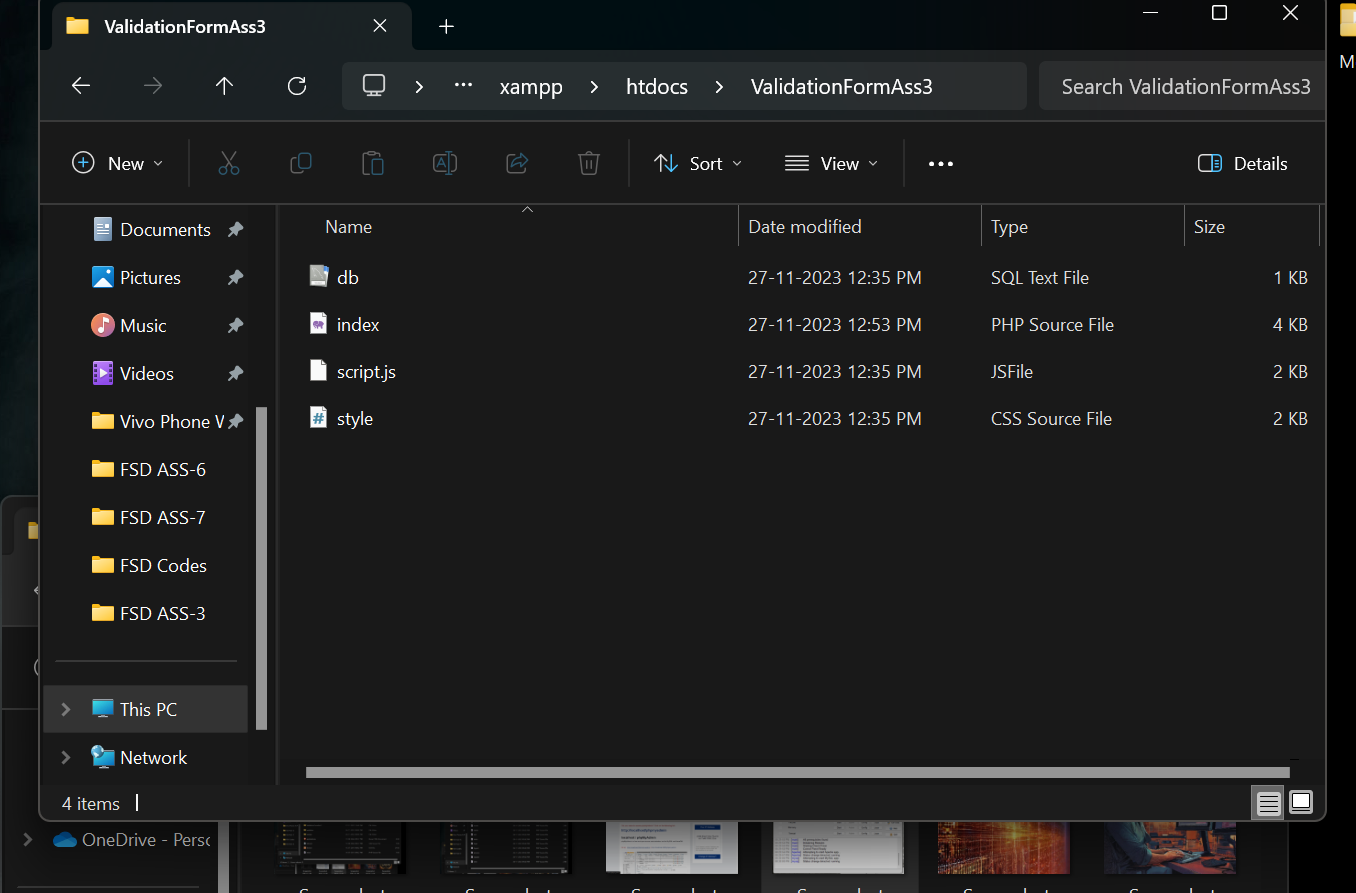 ValidationFormAss3
xampp htdocs ValidationFormAss3 Search ValidationFormAss3
M
New Sort View Details
Name Date modified Type Size
Documents
Pictures
Music
Videos
Vivo Phone
FSD ASS-6
FSD ASS-7
FSD Codes
FSD ASS-3
This PC
Network
db 27-11-2023 12:35 PM SQL Text File 1 KB
index 27-11-2023 12:53 PM PHP Source File 4 KB
script.js 27-11-2023 12:35 PM JSFile 2 KB
style 27-11-2023 12:35 PM CSS Source File 2 KB
4 items
OneDrive - Persc